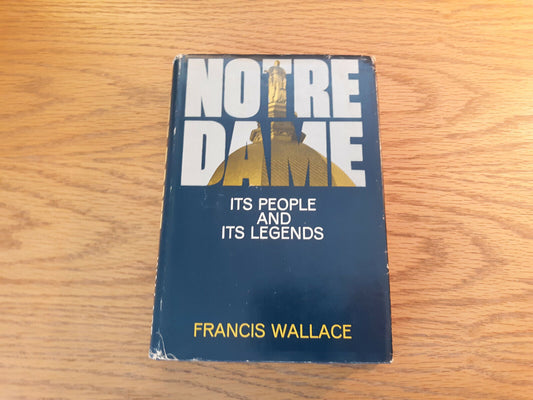 NOTRE
DAME
ITS PEOPLE
AND
ITS LEGENDS
FRANCIS WALLACE